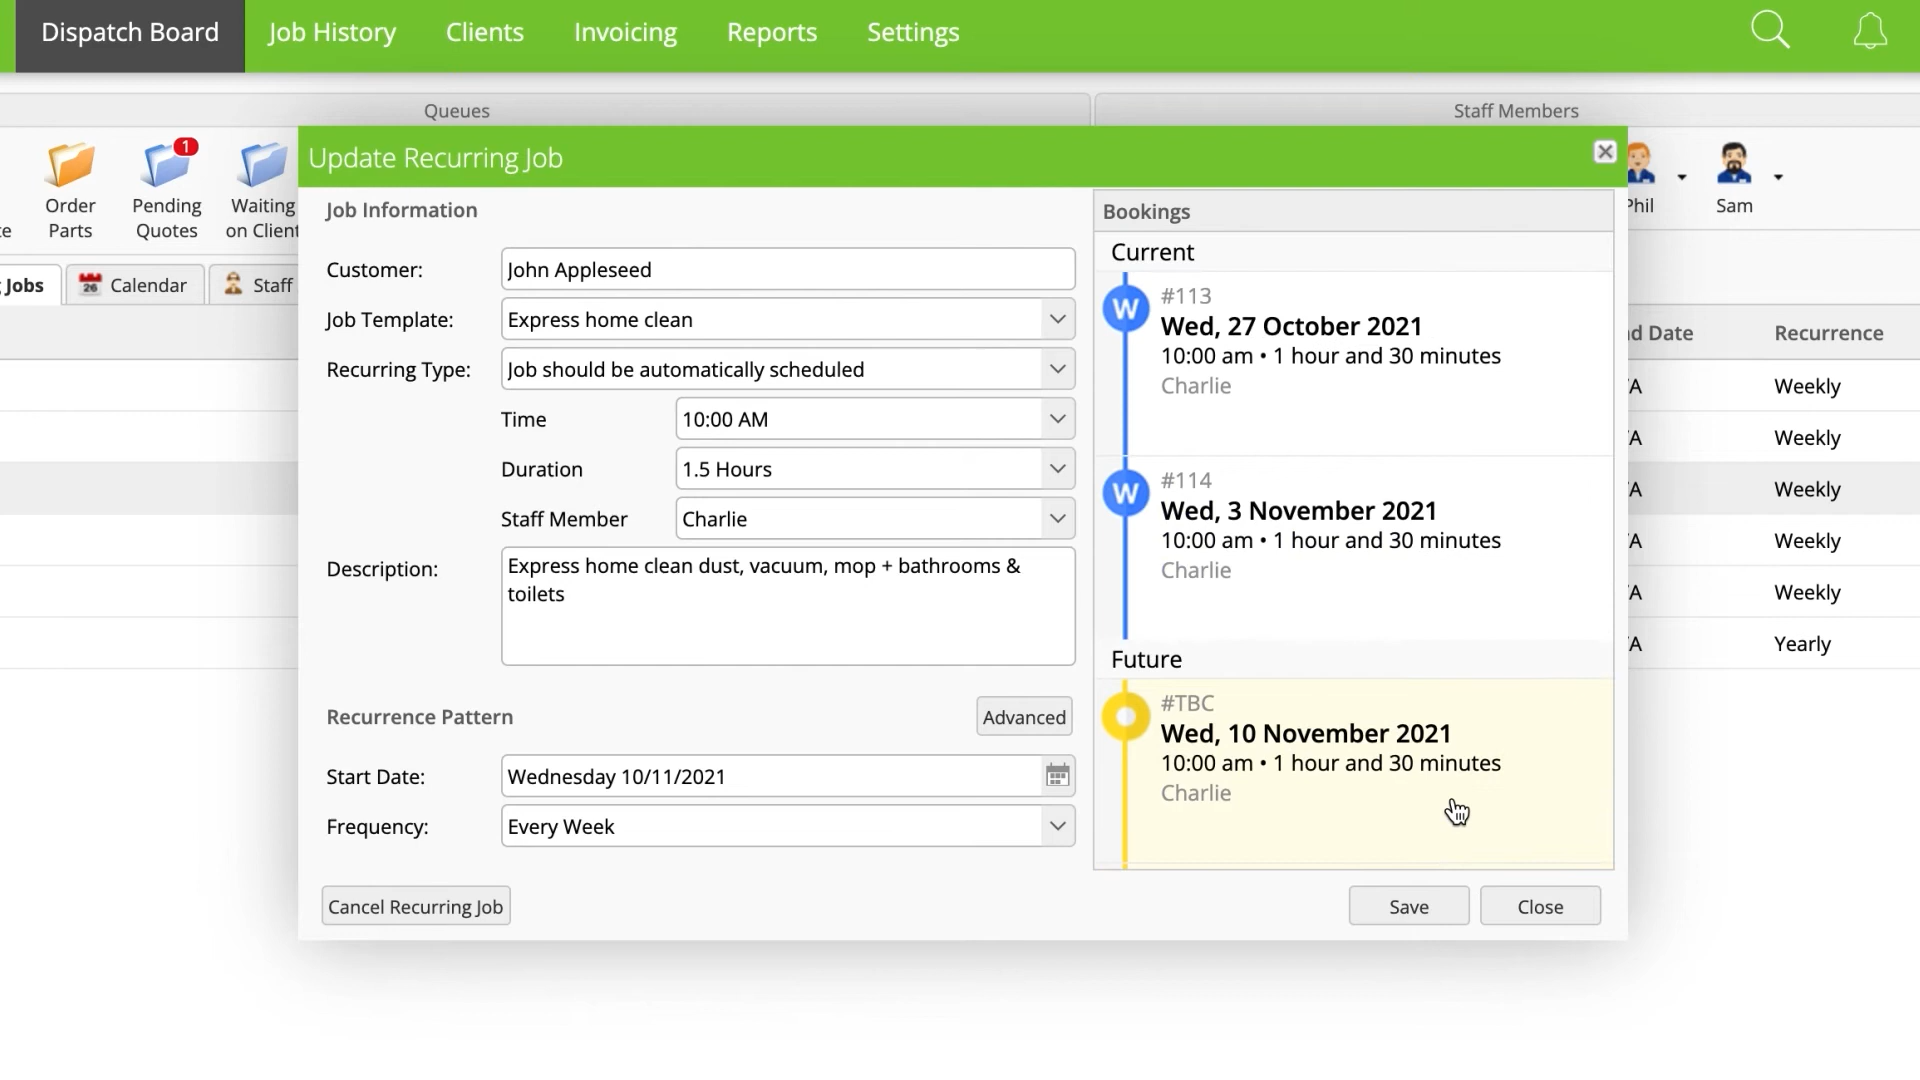 Dispatch Board
Job History
Clients
Invoicing
Reports
Settings
Queues
Staff Members
Order
Parts
1
Pending
Quotes
Waiting
on Client
Phil
Sam
Jobs
26
Calendar
Staff
Update Recurring Job
Job Information
Customer:
John Appleseed
Job Template:
Express home clean
Recurring Type:
Job should be automatically scheduled
Time
10:00 AM
Duration
1.5 Hours
Staff Member
Charlie
Description:
Express home clean dust, vacuum, mop + bathrooms &
toilets
Recurrence Pattern
Advanced
Start Date:
Wednesday 10/11/2021
Frequency:
Every Week
Cancel Recurring Job
Bookings
Current
W
#113
Wed, 27 October 2021
10:00 am • 1 hour and 30 minutes
Charlie
W
#114
Wed, 3 November 2021
10:00 am • 1 hour and 30 minutes
Charlie
Future
#TBC
Wed, 10 November 2021
10:00 am • 1 hour and 30 minutes
Charlie
Save
Close
d Date
Recurrence
/A
Weekly
/A
Weekly
/A
Weekly
/A
Weekly
/A
Weekly
/A
Yearly